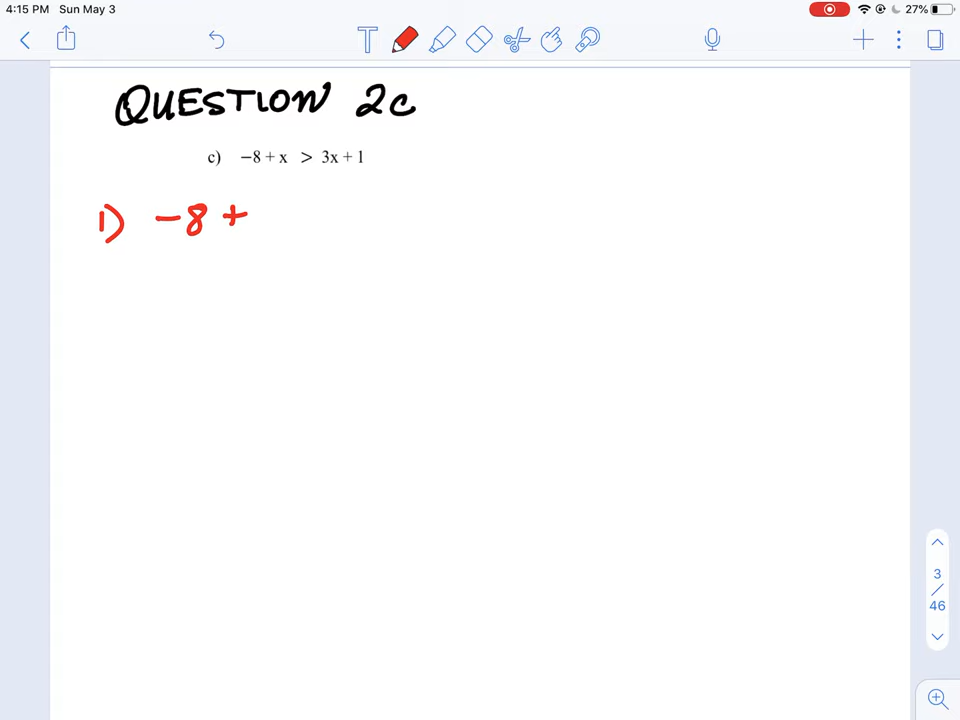 4:15 PM Sun May 3
27%
T
QUESTION 2c
c) −8 + x > 3x + 1
1) −8 +
3
/
46